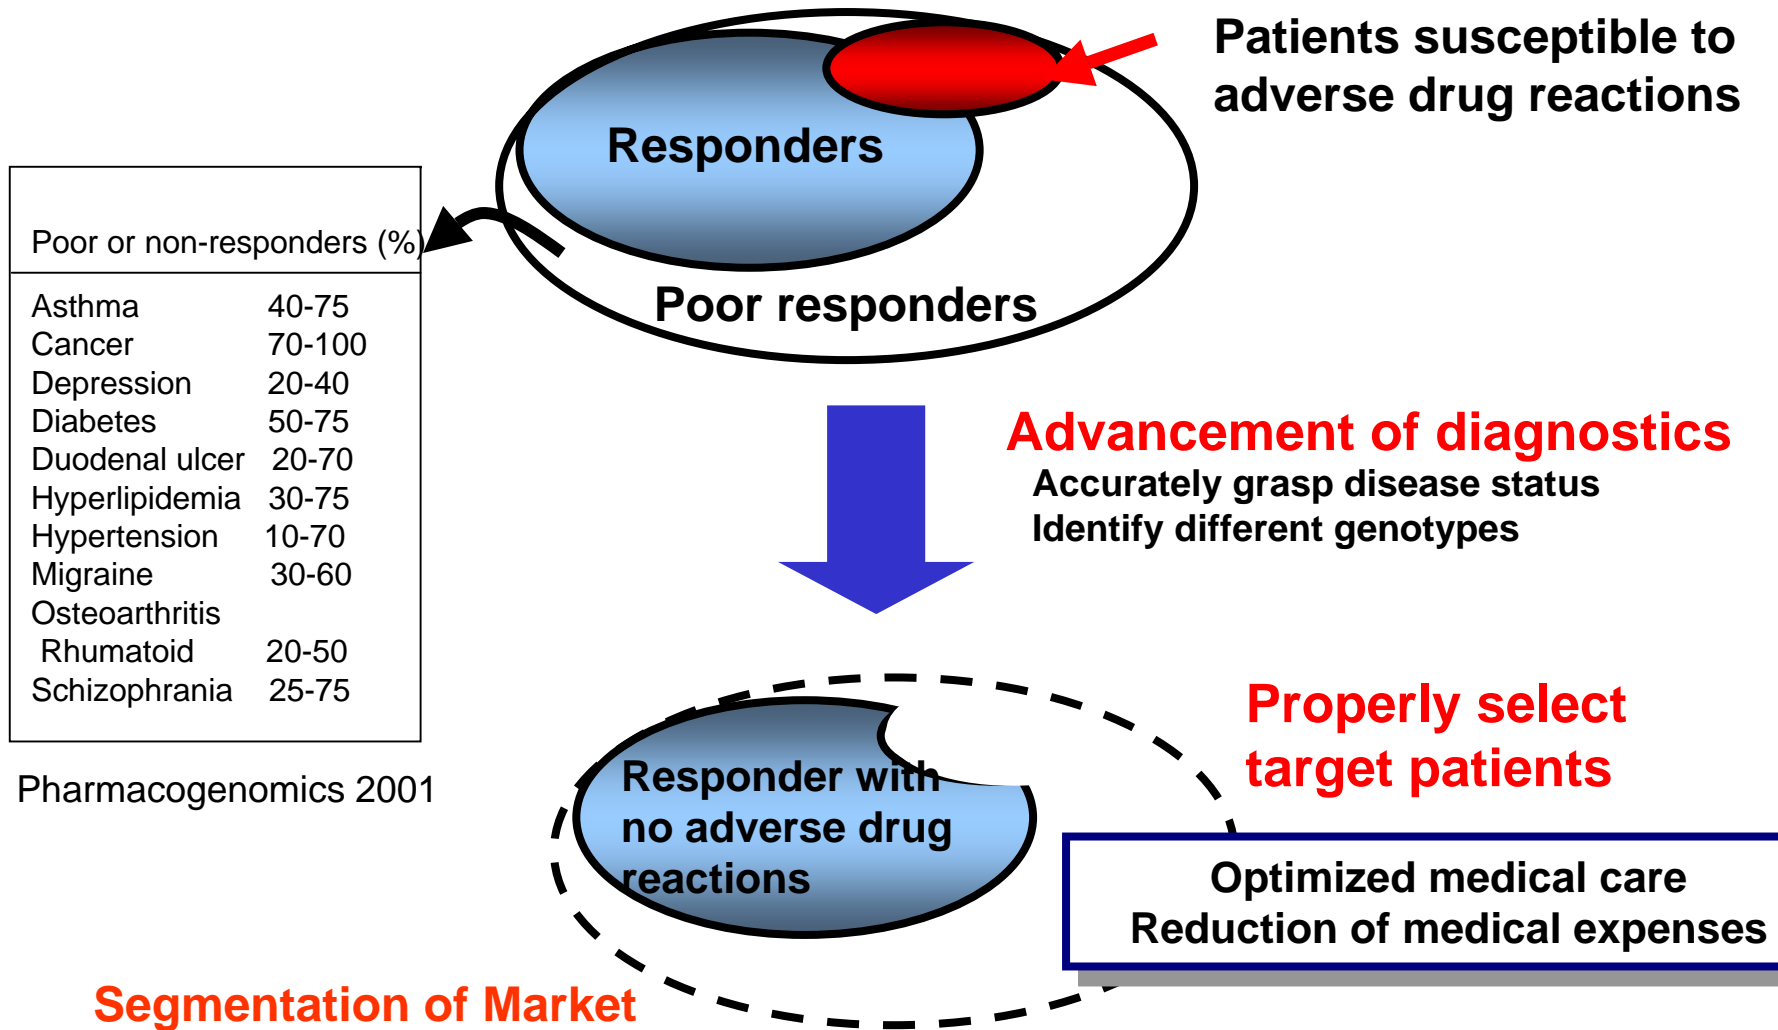 Patients susceptible to
adverse drug reactions
Responders
Poor responders
Poor or non-responders (%)
Asthma 40-75
Cancer 70-100
Depression 20-40
Diabetes 50-75
Duodenal ulcer 20-70
Hyperlipidemia 30-75
Hypertension 10-70
Migraine 30-60
Osteoarthritis
Rhumatoid 20-50
Schizophrania 25-75
Pharmacogenomics 2001
Advancement of diagnostics
Accurately grasp disease status
Identify different genotypes
Properly select
target patients
Responder with
no adverse drug
reactions
Optimized medical care
Reduction of medical expenses
Segmentation of Market